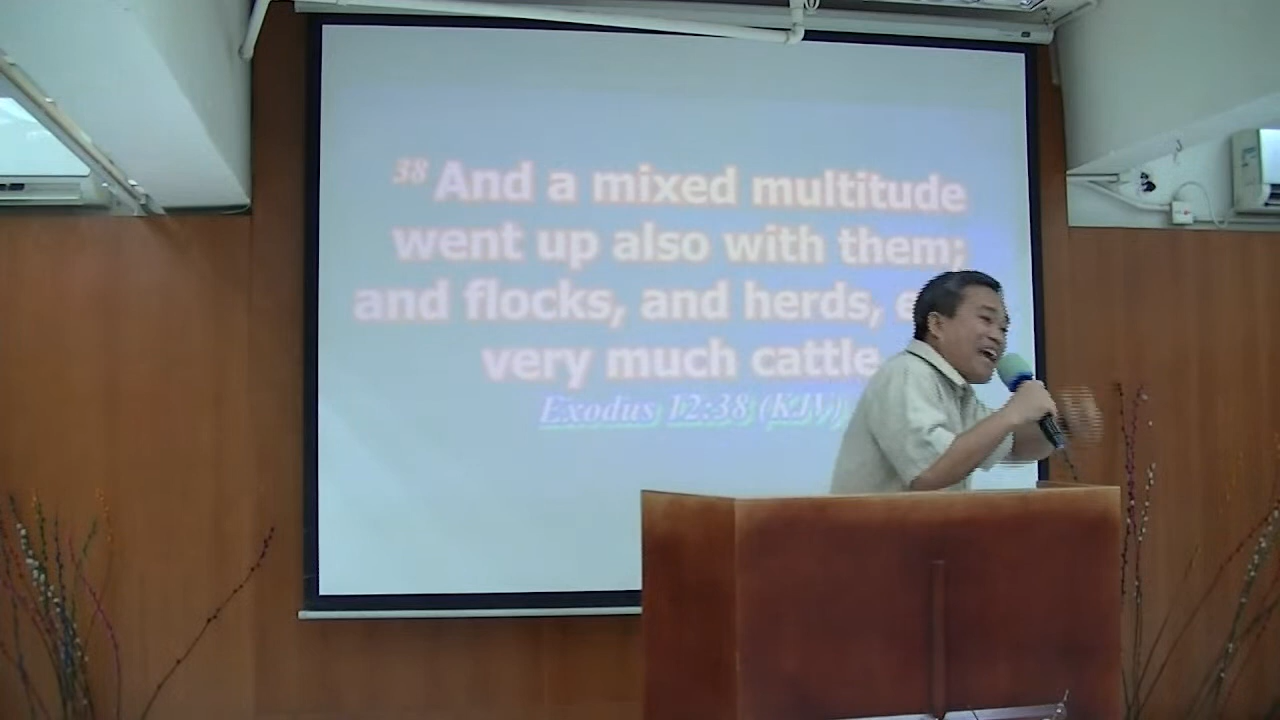 38 And a mixed multitude
went up also with them;
and flocks, and herds,
very much cattle
Exodus 12:38 (KJV)